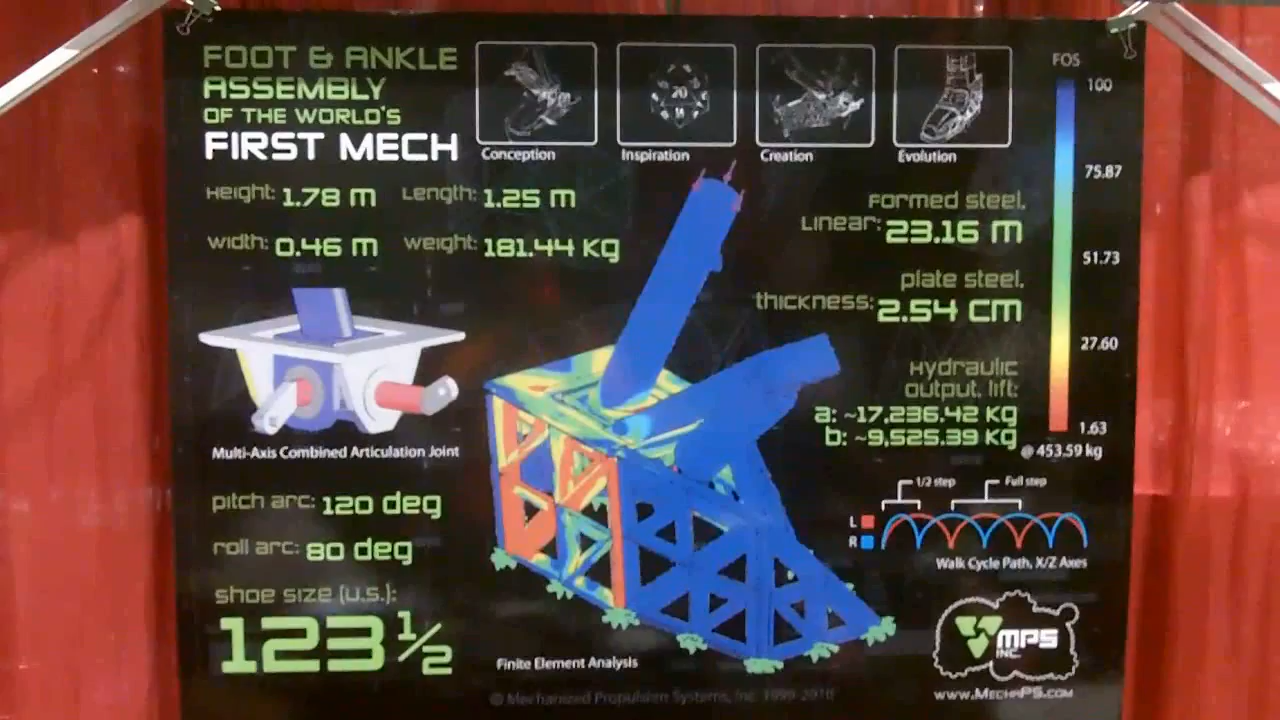 FOOT & ANKLE
ASSEMBLY
OF THE WORLD'S
FIRST MECH
Conception
Inspiration
20
14
Creation
Evolution
Height: 1.78 m
Length: 1.25 m
width: 0.46 m
weight: 181.44 Kg
Multi-Axis Combined Articulation Joint
pitch arc: 120 deg
roll arc: 80 deg
shoe size (u.s.):
123 ½
Finite Element Analysis
Formed steel,
Linear: 23.16 m
plate steel,
thickness: 2.54 cm
Hydraulic
output, lift:
a: ~17,236.42 Kg
b: ~9,525.39 Kg
FOS
100
75.87
51.73
27.60
1.63
@ 453.59 kg
1/2 step
Full step
L
R
Walk Cycle Path, X/Z Axes
MPS
INC.
www.MechaPS.com
© Mechanized Propulsion Systems, Inc. 1999-2010